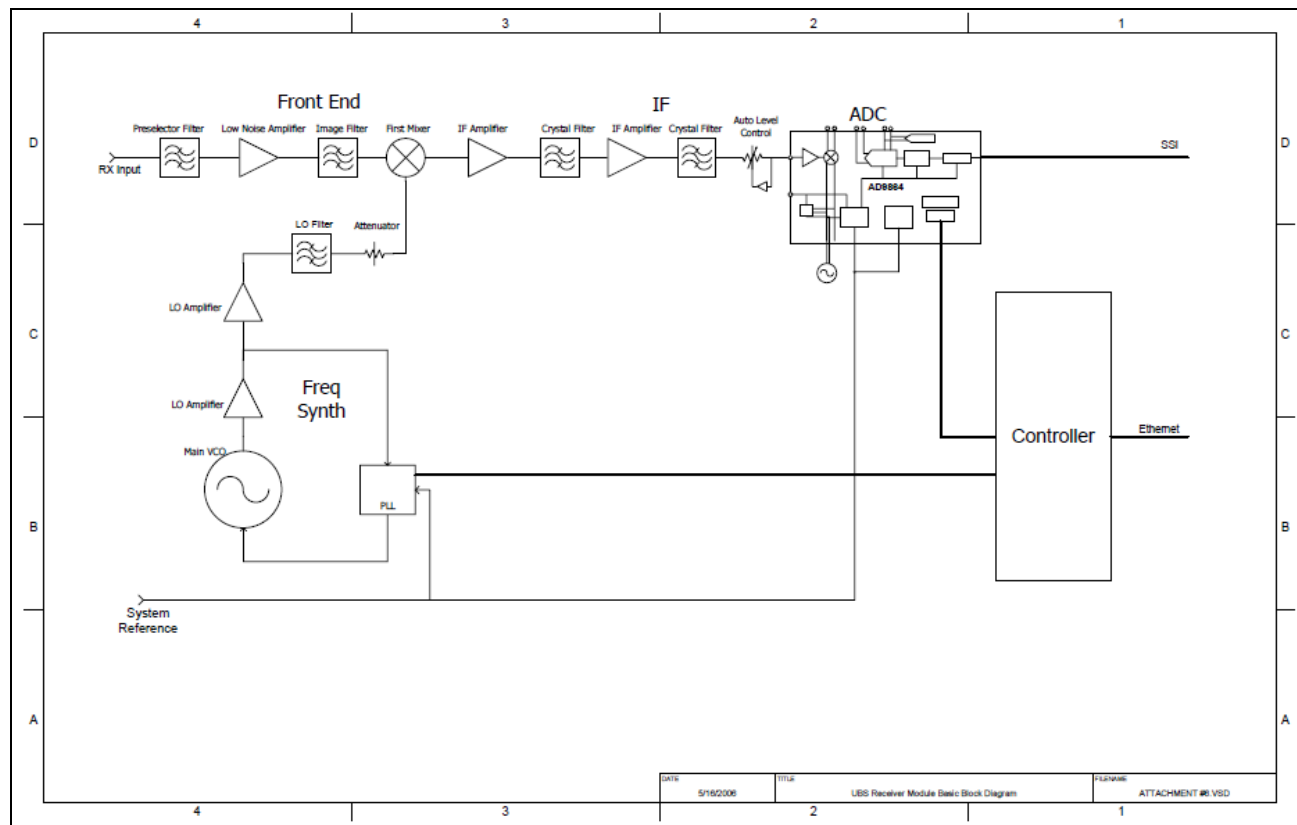 4 3 2 1
Front End IF ADC
Preselector Filter Low Noise Amplifier Image Filter First Mixer IF Amplifier Crystal Filter IF Amplifier Crystal Filter Auto Level
Control
D D
SSI
RX Input
AD9864
LO Filter Attenuator
LO Amplifier
C C
Freq
Synth
LO Amplifier
Controller
Ethernet
Main VCO
PLL
B B
System
Reference
A A
DATE TITLE FILENAME
5/16/2006 UBS Receiver Module Basic Block Diagram ATTACHMENT #6.VSD
4 3 2 1